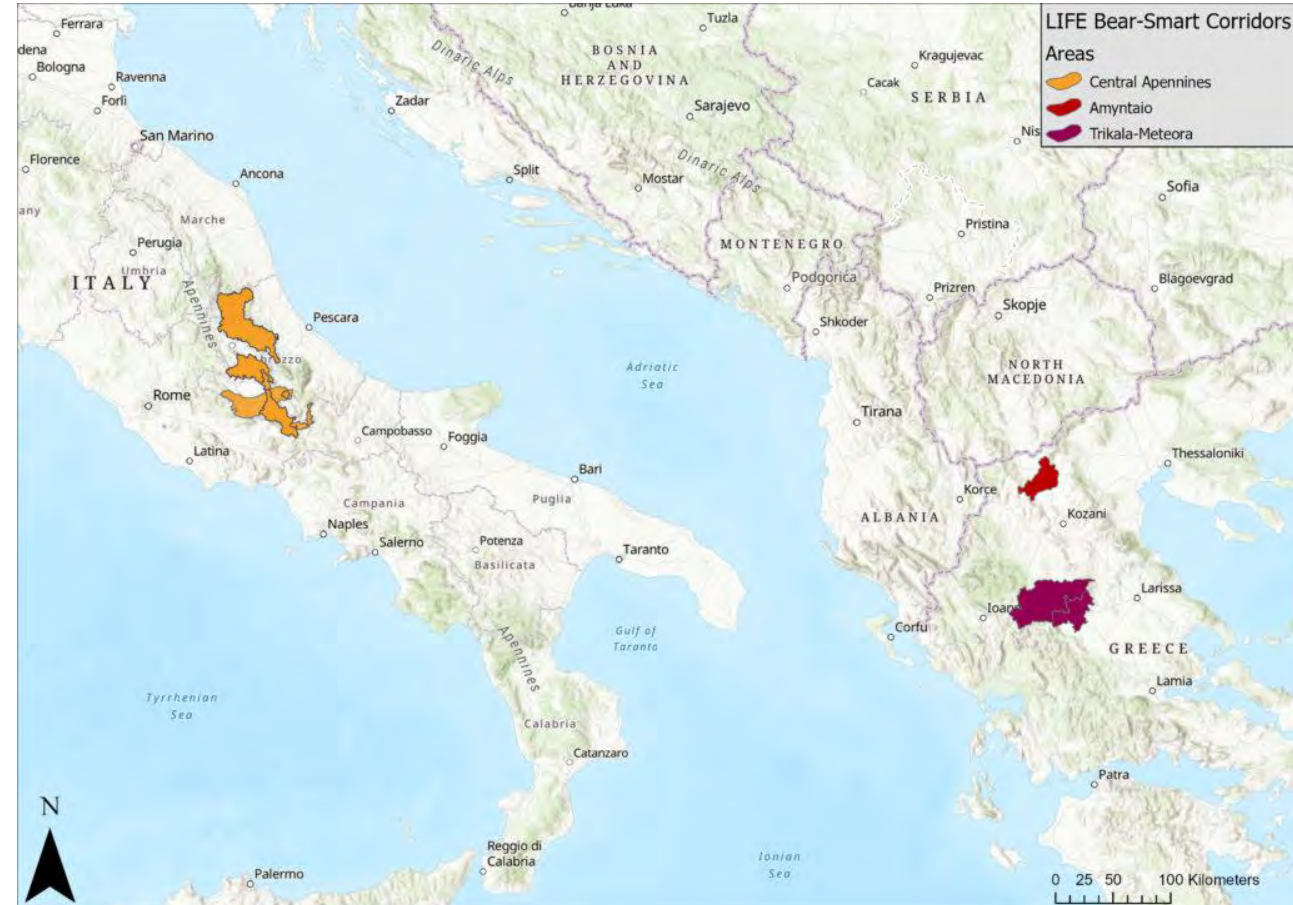 LIFE Bear-Smart Corridors
Areas
Central Apennines
Amyntaio
Trikala-Meteora
Ferrara
Tuzla
Bologna
Ravenna
Forlì
San Marino
Florence
Ancona
Marche
Perugia
Umbria
ITALY
Apennines
Pescara
Rome
Latina
Campobasso
Foggia
Campania
Naples
Salerno
Bari
Puglia
Potenza
Basilicata
Taranto
Gulf of
Taranto
Apennines
Calabria
Catanzaro
Reggio di
Calabria
Palermo
Tyrrhenian
Sea
Adriatic
Sea
Ionian
Sea
Dinaric Alps
BOSNIA
AND
HERZEGOVINA
Zadar
Sarajevo
Split
Mostar
Dinaric Alps
Kragujevac
Cacak
SERBIA
Nis
Sofia
Pristina
MONTENEGRO
Podgorica
Prizren
Blagoevgrad
Skopje
Shkoder
NORTH
MACEDONIA
Tirana
Thessaloniki
Korce
ALBANIA
Kozani
Larissa
Corfu
GREECE
Lamia
Patra
N
0 25 50 100 Kilometers